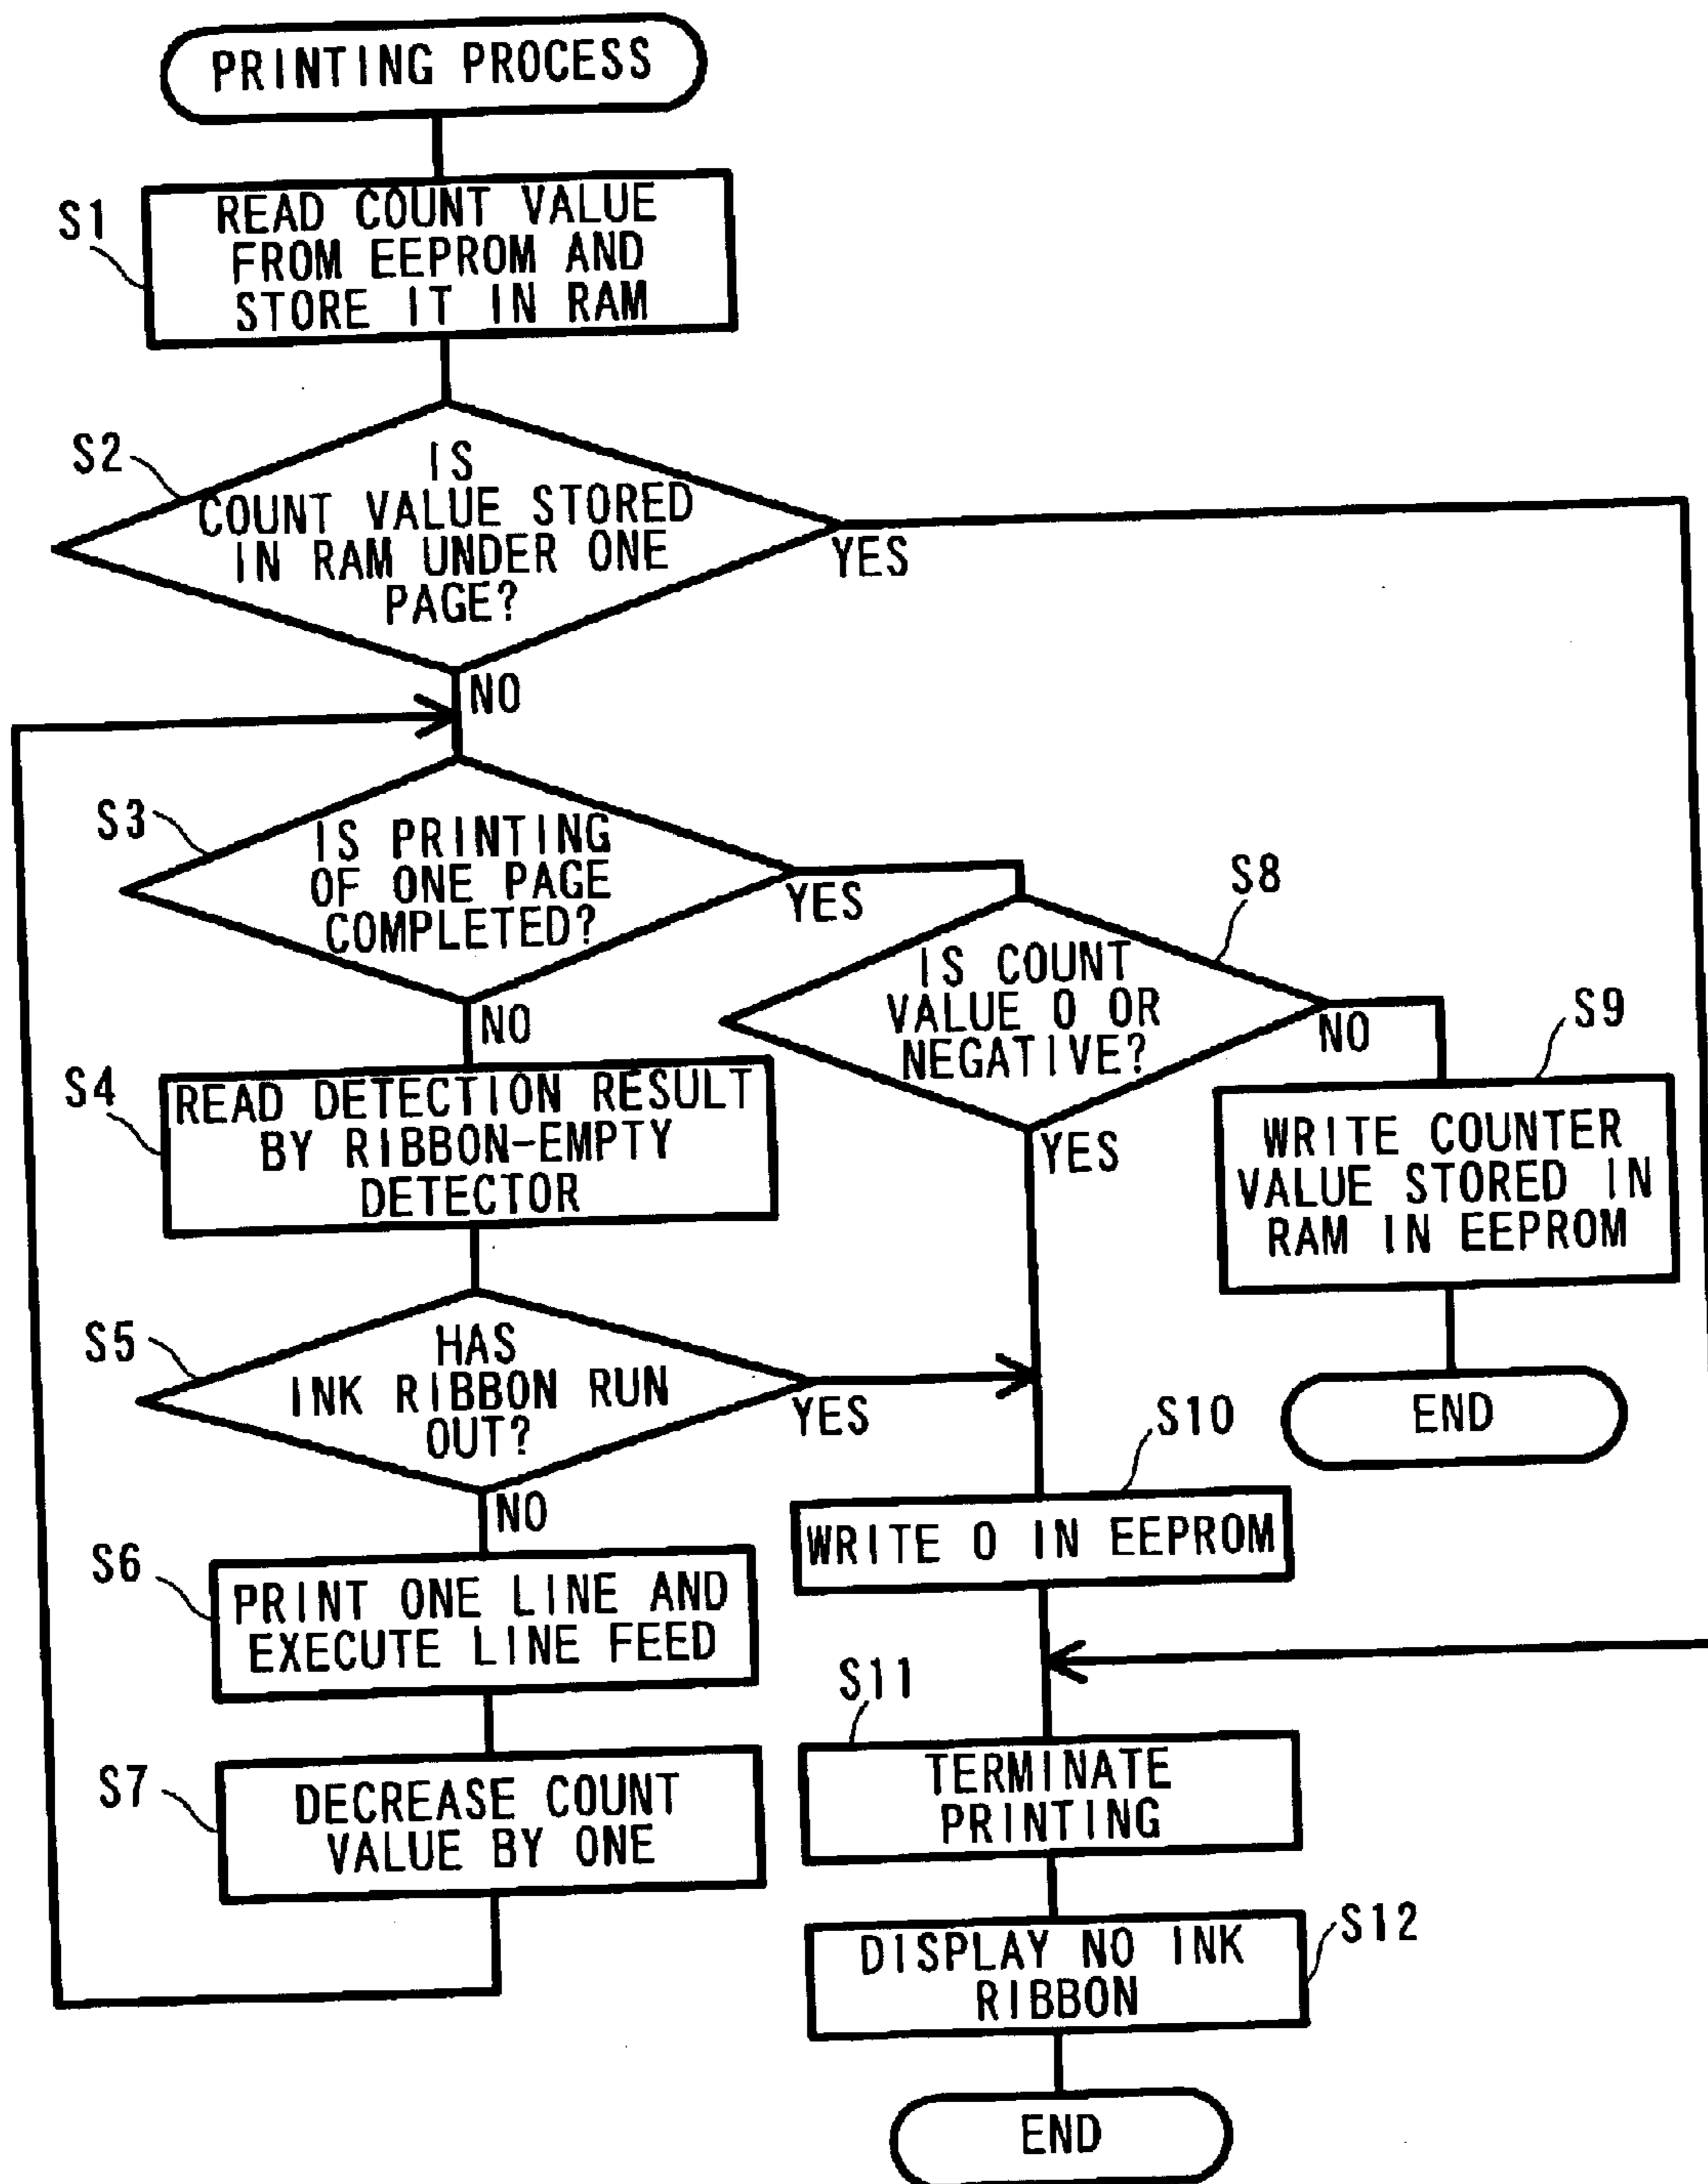 PRINTING PROCESS
S1
READ COUNT VALUE
FROM EEPROM AND
STORE IT IN RAM
S2
IS
COUNT VALUE STORED
IN RAM UNDER ONE
PAGE?
YES
NO
S3
IS PRINTING
OF ONE PAGE
COMPLETED?
YES
NO
S8
IS COUNT
VALUE 0 OR
NEGATIVE?
NO
YES
S9
WRITE COUNTER
VALUE STORED IN
RAM IN EEPROM
END
S4
READ DETECTION RESULT
BY RIBBON-EMPTY
DETECTOR
S5
HAS
INK RIBBON RUN
OUT?
YES
NO
S10
WRITE 0 IN EEPROM
S6
PRINT ONE LINE AND
EXECUTE LINE FEED
S11
TERMINATE
PRINTING
S7
DECREASE COUNT
VALUE BY ONE
S12
DISPLAY NO INK
RIBBON
END